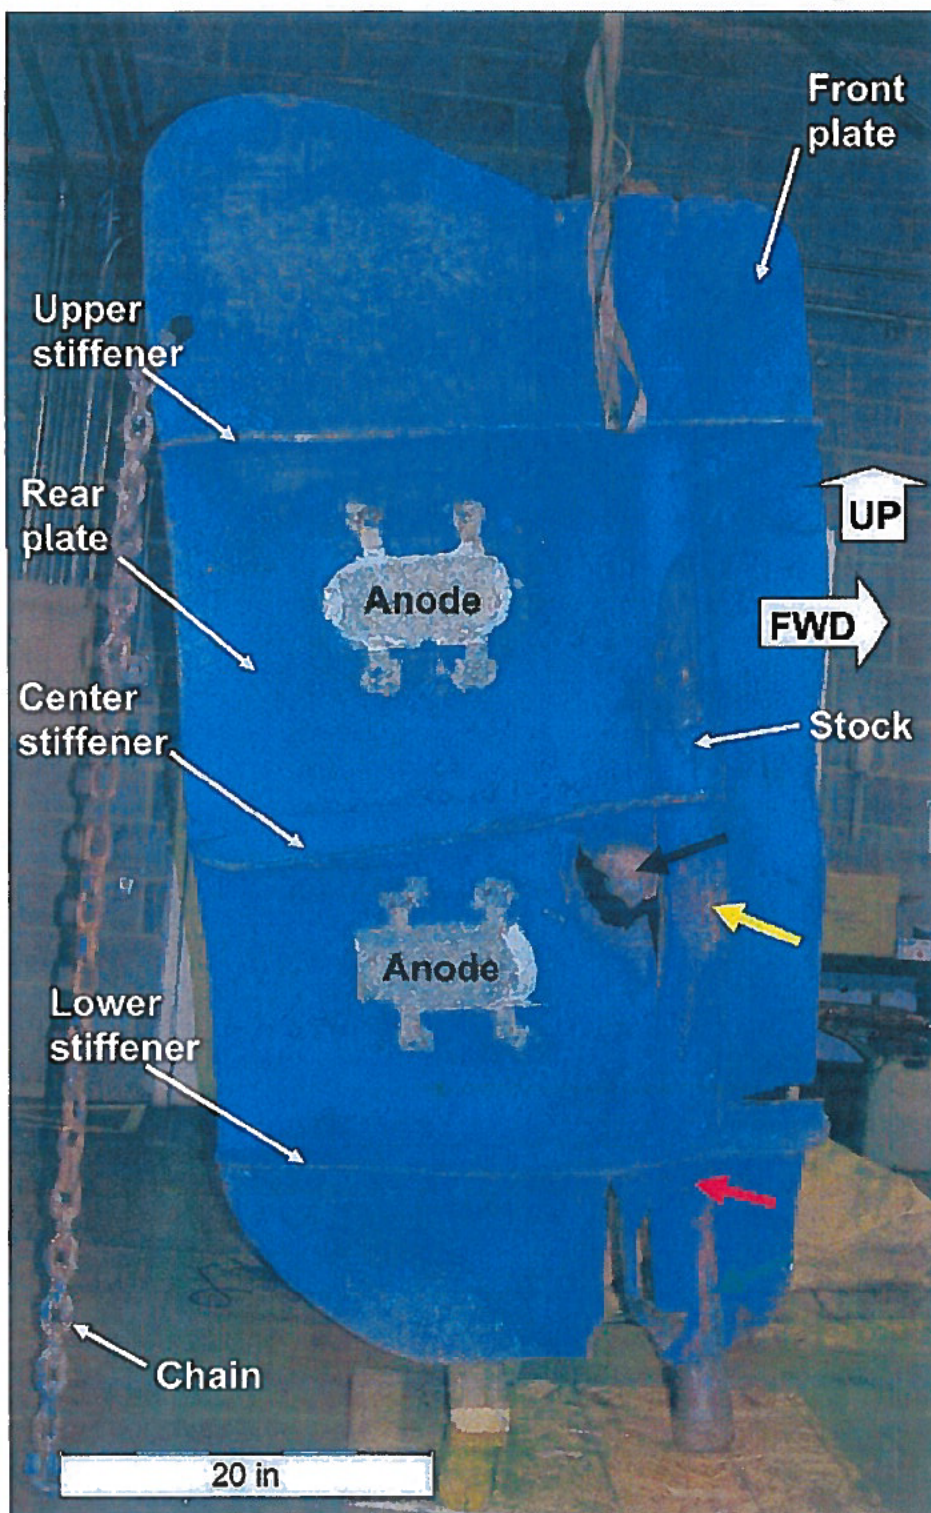 Front
plate
Upper
stiffener
Rear
plate
UP
Anode
FWD
Center
stiffener
Stock
Anode
Lower
stiffener
Chain
20 in